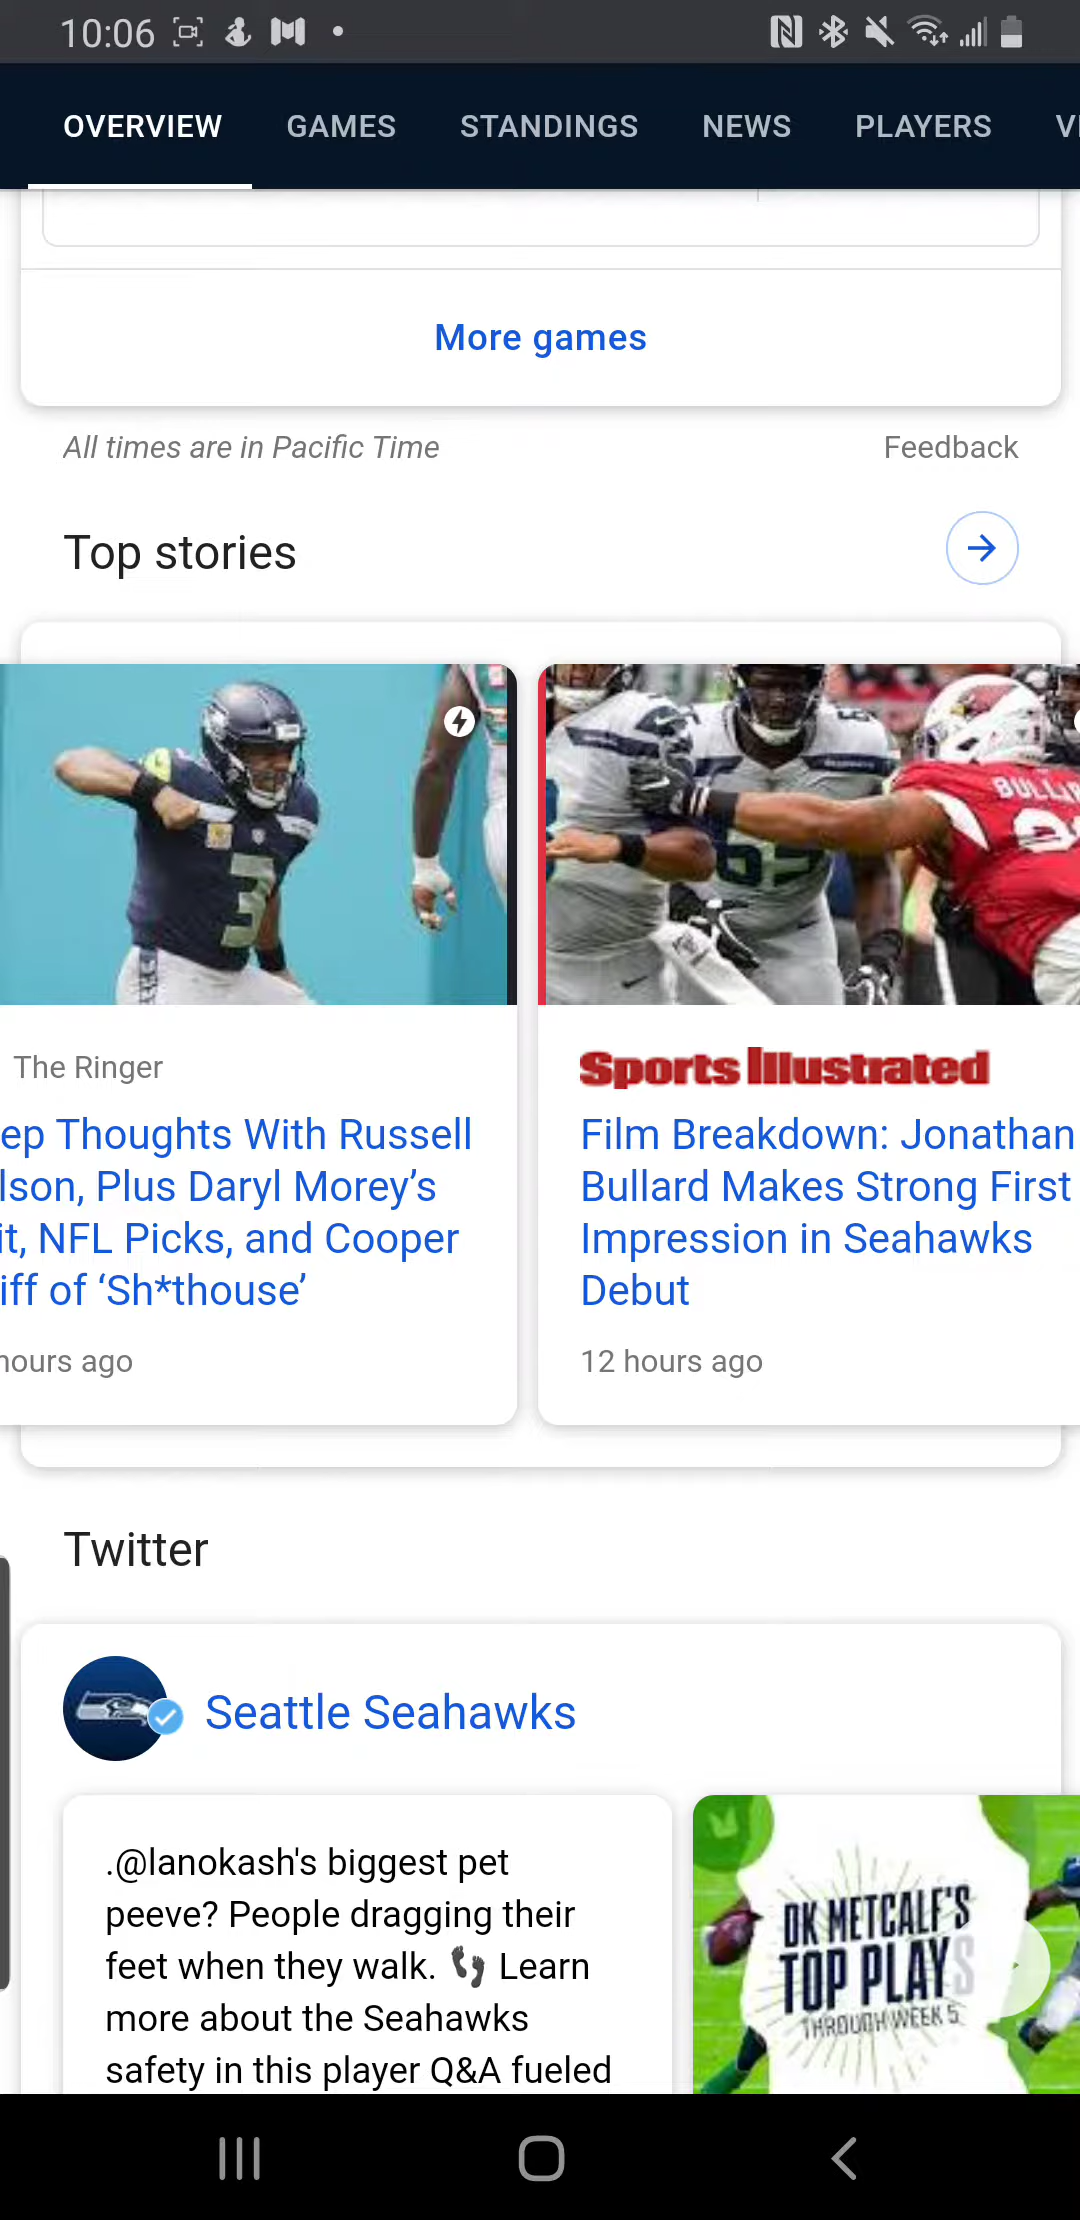 10:06
OVERVIEW GAMES STANDINGS NEWS PLAYERS
More games
All times are in Pacific Time Feedback
Top stories
BULL
63
3
The Ringer
ep Thoughts With Russell
lson, Plus Daryl Morey’s
it, NFL Picks, and Cooper
iff of ‘Sh*thouse’
hours ago
Sports Illustrated
Film Breakdown: Jonathan
Bullard Makes Strong First
Impression in Seahawks
Debut
12 hours ago
Twitter
Seattle Seahawks
.@lanokash's biggest pet
peeve? People dragging their
feet when they walk. 👣 Learn
more about the Seahawks
safety in this player Q&A fueled
DK METCALF'S
TOP PLAYS
THROUGH WEEK 5